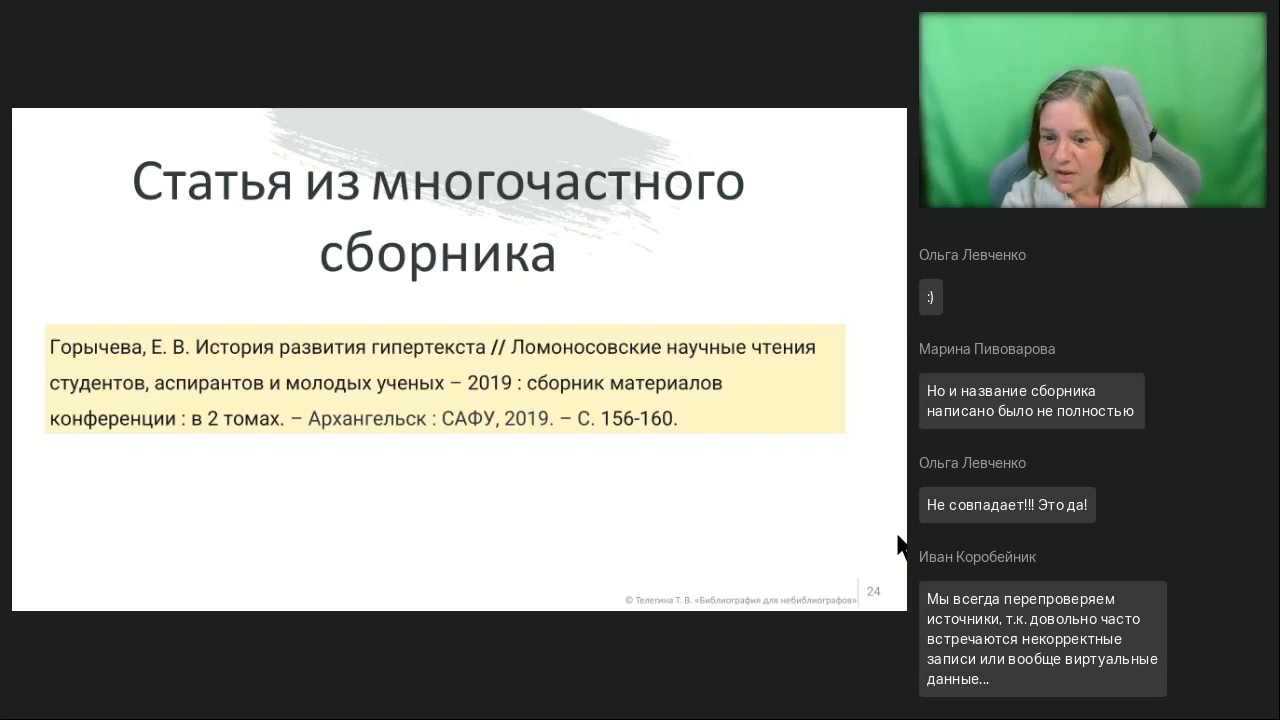 Статья из многочастного
сборника
Горычева, Е. В. История развития гипертекста // Ломоносовские научные чтения
студентов, аспирантов и молодых ученых – 2019 : сборник материалов
конференции : в 2 томах. – Архангельск : САФУ, 2019. – С. 156-160.
© Телегина Т. В. «Библиография для небиблиографов»
24
Ольга Левченко
:)
Марина Пивоварова
Но и название сборника
написано было не полностью
Ольга Левченко
Не совпадает!!! Это да!
Иван Коробейник
Мы всегда перепроверяем
источники, т.к. довольно часто
встречаются некорректные
записи или вообще виртуальные
данные...